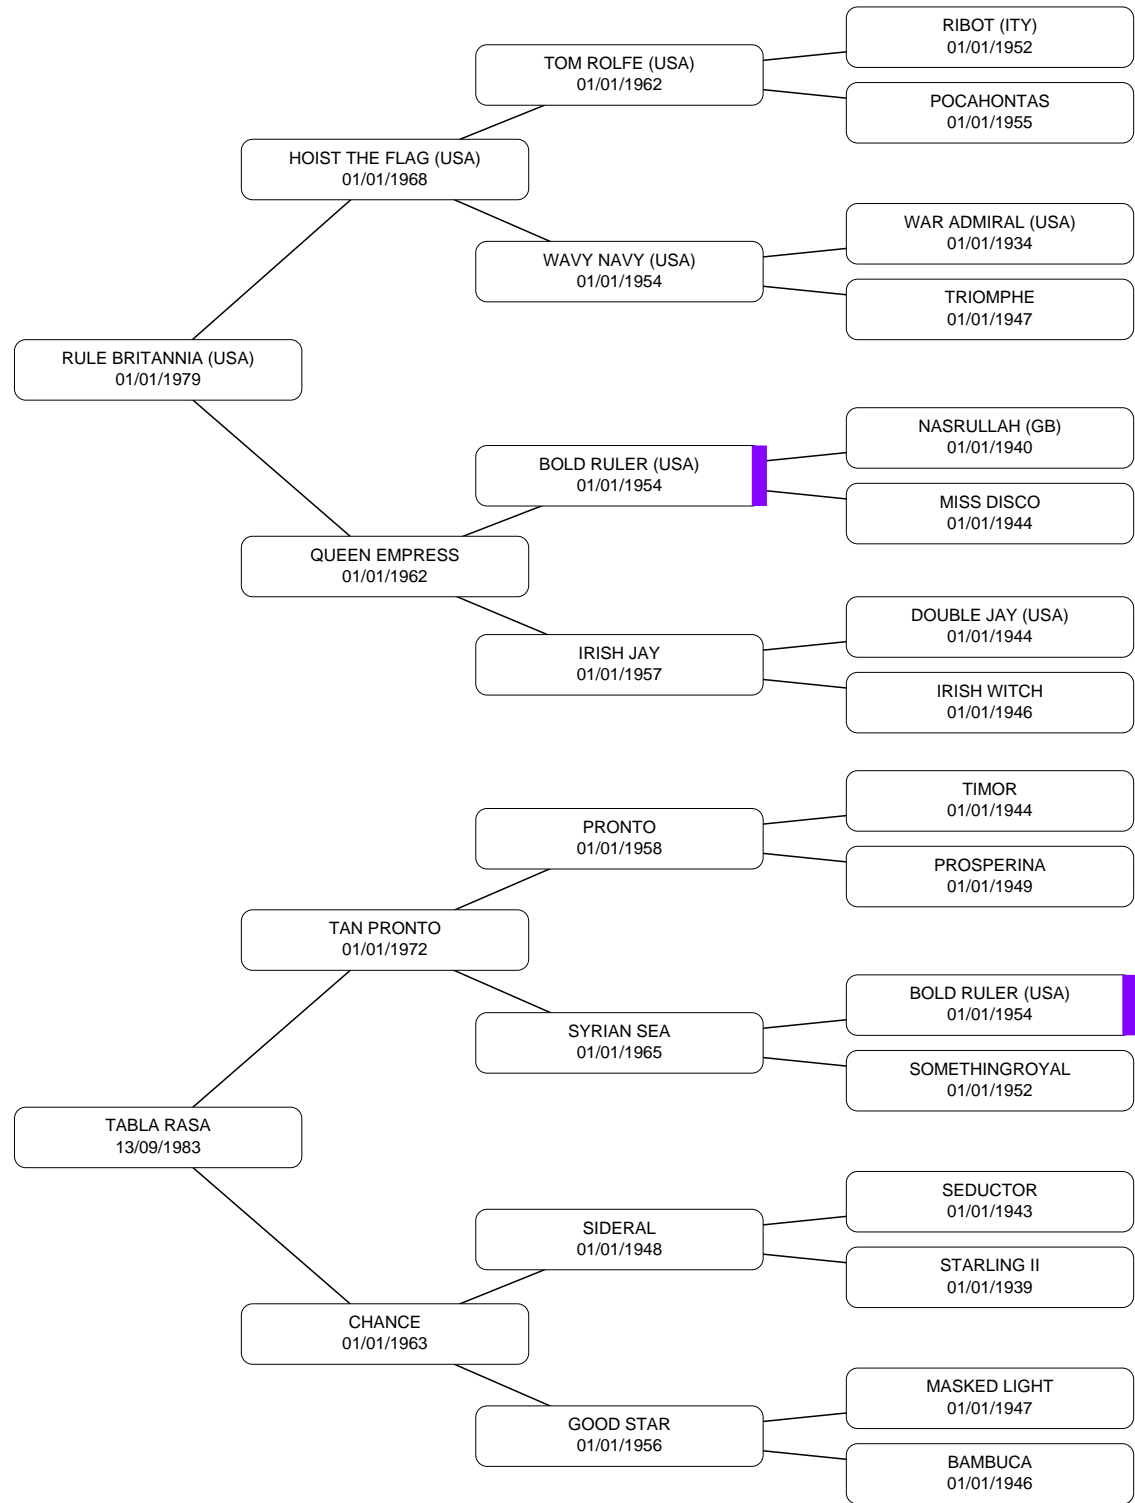 RIBOT (ITY)
01/01/1952
TOM ROLFE (USA)
01/01/1962
POCAHONTAS
01/01/1955
HOIST THE FLAG (USA)
01/01/1968
WAR ADMIRAL (USA)
01/01/1934
WAVY NAVY (USA)
01/01/1954
TRIOMPHE
01/01/1947
RULE BRITANNIA (USA)
01/01/1979
NASRULLAH (GB)
01/01/1940
BOLD RULER (USA)
01/01/1954
MISS DISCO
01/01/1944
QUEEN EMPRESS
01/01/1962
DOUBLE JAY (USA)
01/01/1944
IRISH JAY
01/01/1957
IRISH WITCH
01/01/1946
TIMOR
01/01/1944
PRONTO
01/01/1958
PROSPERINA
01/01/1949
TAN PRONTO
01/01/1972
BOLD RULER (USA)
01/01/1954
SYRIAN SEA
01/01/1965
SOMETHINGROYAL
01/01/1952
TABLA RASA
13/09/1983
SEDUCTOR
01/01/1943
SIDERAL
01/01/1948
STARLING II
01/01/1939
CHANCE
01/01/1963
MASKED LIGHT
01/01/1947
GOOD STAR
01/01/1956
BAMBUCA
01/01/1946